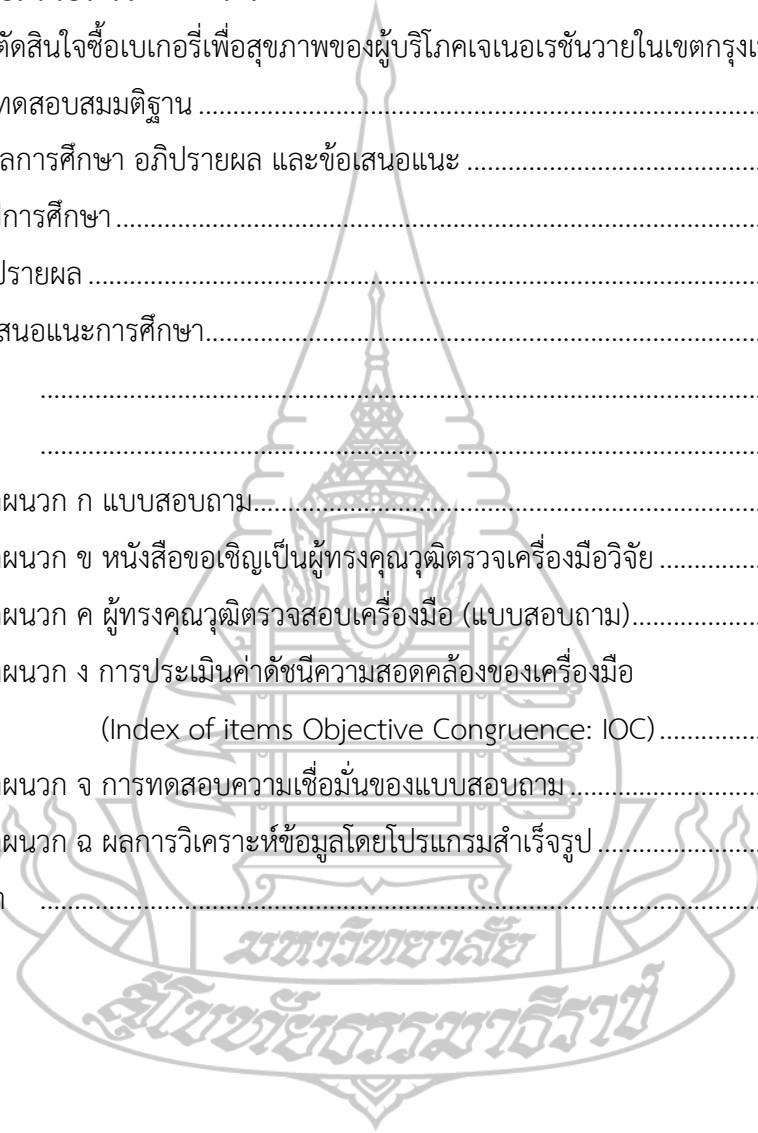 ตัดสินใจซื้อเบเกอรี่เพื่อสุขภาพของผู้บริโภคเจเนอเรชันวายในเขตกรุงเ
ทดสอบสมมติฐาน ........................................................................
ลการศึกษา อภิปรายผล และข้อเสนอแนะ ........................................
การศึกษา ........................................................................
ปรายผล ........................................................................
สนอแนะการศึกษา........................................................................
........................................................................
........................................................................
ผนวก ก แบบสอบถาม........................................................................
ผนวก ข หนังสือขอเชิญเป็นผู้ทรงคุณวุฒิตรวจเครื่องมือวิจัย ...............
ผนวก ค ผู้ทรงคุณวุฒิตรวจสอบเครื่องมือ (แบบสอบถาม)...................
ผนวก ง การประเมินค่าดัชนีความสอดคล้องของเครื่องมือ
(Index of items Objective Congruence: IOC) ...............
ผนวก จ การทดสอบความเชื่อมั่นของแบบสอบถาม ...........................
ผนวก ฉ ผลการวิเคราะห์ข้อมูลโดยโปรแกรมสำเร็จรูป .......................
........................................................................
มหาวิทยาลัย
สุโขทัยธรรมาธิราช